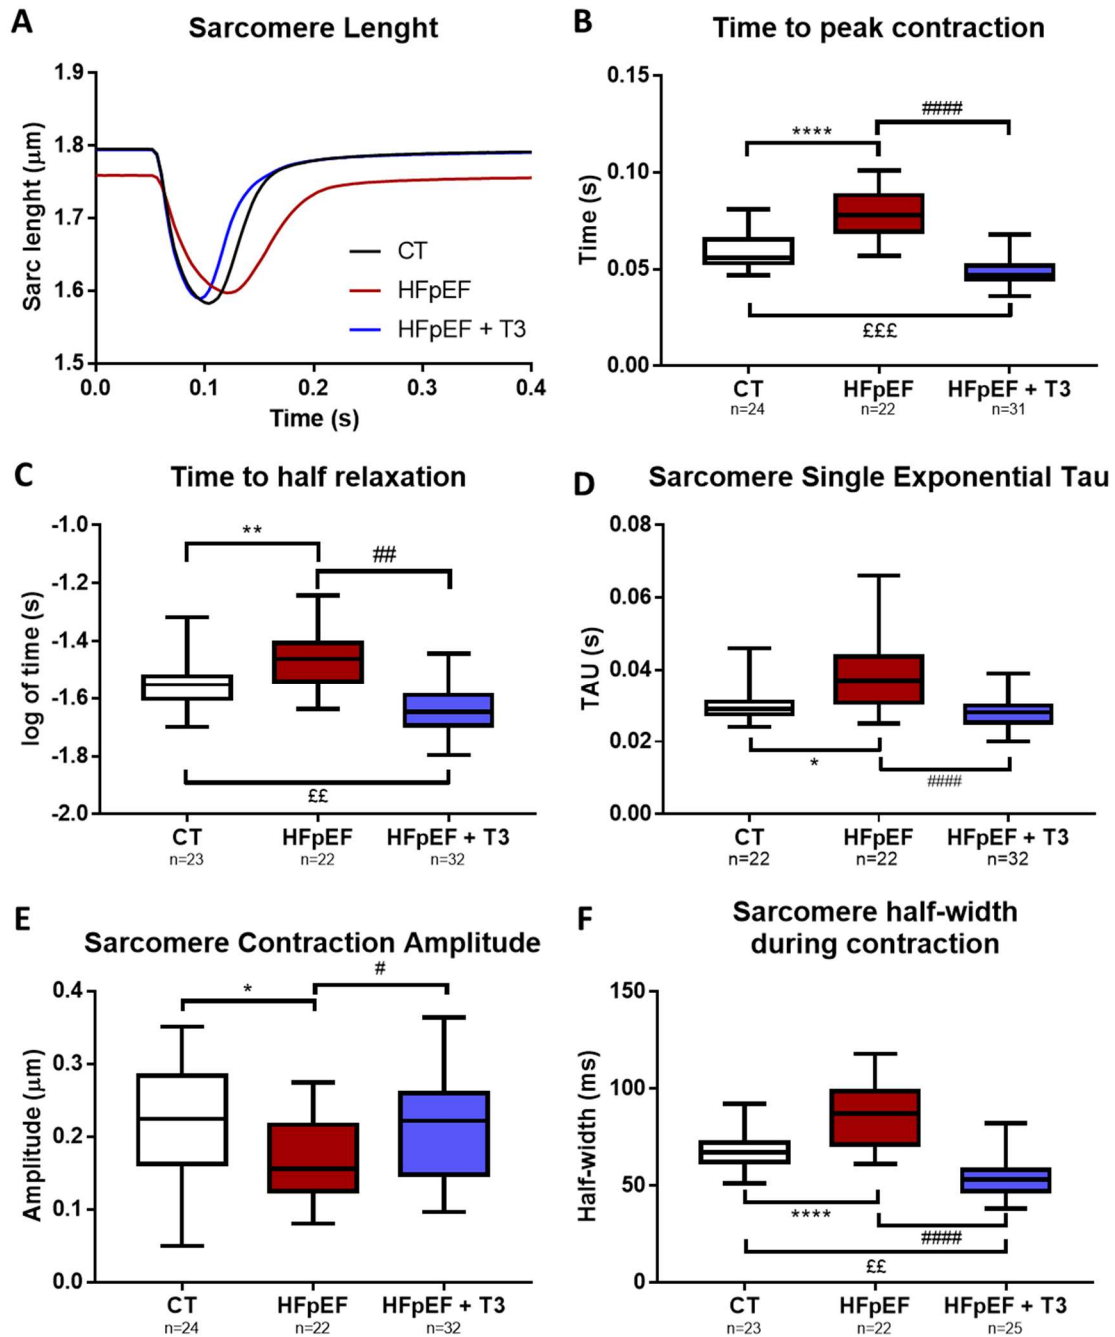 A
Sarcomere Lenght
1.9
1.8
1.7
1.6
1.5
Sarc lenght (μm)
CT
HFpEF
HFpEF + T3
0.0 0.1 0.2 0.3 0.4
Time (s)
B
Time to peak contraction
0.15
0.10
0.05
0.00
Time (s)
****
####
£££
CT HFpEF HFpEF + T3
n=24 n=22 n=31
C
Time to half relaxation
-1.0
-1.2
-1.4
-1.6
-1.8
-2.0
log of time (s)
**
##
££
CT HFpEF HFpEF + T3
n=23 n=22 n=32
D
Sarcomere Single Exponential Tau
0.08
0.06
0.04
0.02
0.00
TAU (s)
*
####
CT HFpEF HFpEF + T3
n=22 n=22 n=32
E
Sarcomere Contraction Amplitude
0.4
0.3
0.2
0.1
0.0
Amplitude (μm)
*
#
CT HFpEF HFpEF + T3
n=24 n=22 n=32
F
Sarcomere half-width
during contraction
150
100
50
0
Half-width (ms)
****
####
££
CT HFpEF HFpEF + T3
n=23 n=22 n=25